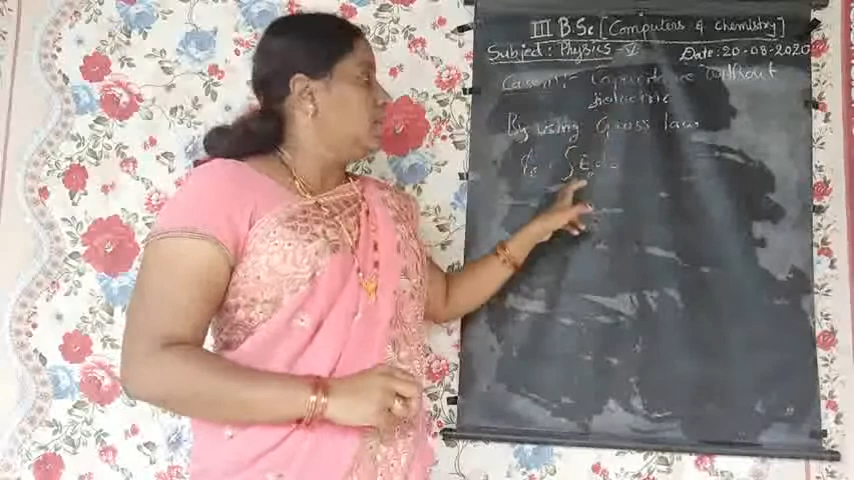 III B.Sc [Computers & Chemistry]
Subject: Physics - V Date: 20-08-2020
Case (i) :- Capacitance without
dielectric
By using Gauss law